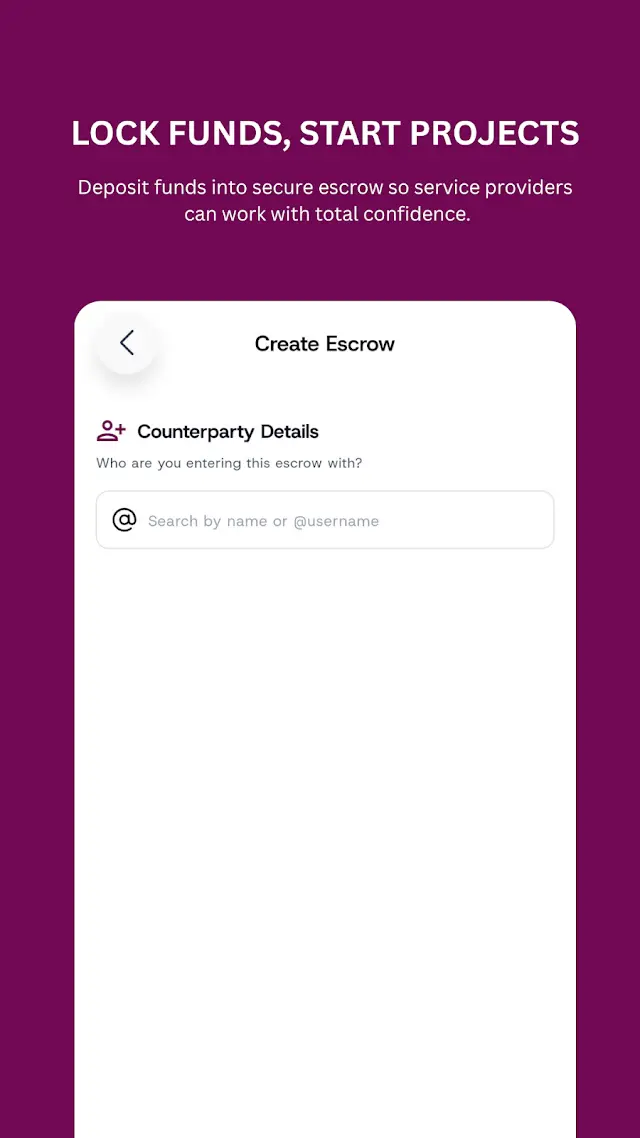 LOCK FUNDS, START PROJECTS
Deposit funds into secure escrow so service providers
can work with total confidence.
Create Escrow
Counterparty Details
Who are you entering this escrow with?
@ Search by name or @username